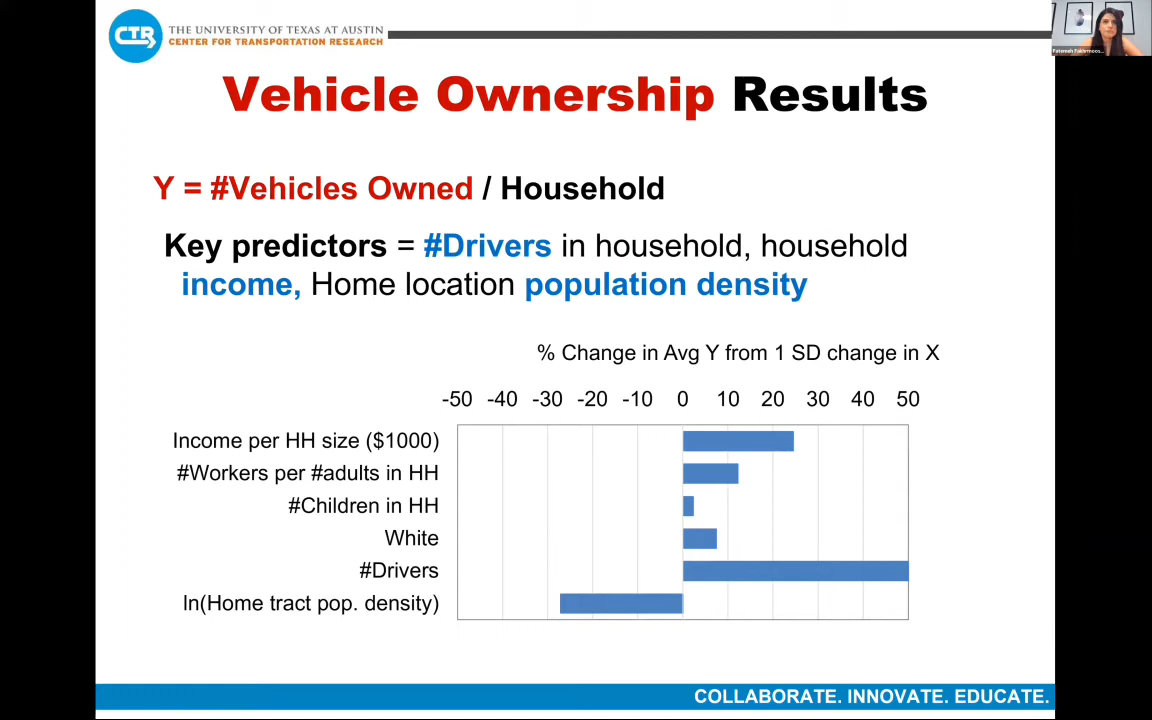 CTR
THE UNIVERSITY OF TEXAS AT AUSTIN
CENTER FOR TRANSPORTATION RESEARCH
Vehicle Ownership Results
Y = #Vehicles Owned / Household
Key predictors = #Drivers in household, household
income, Home location population density
% Change in Avg Y from 1 SD change in X
-50 -40 -30 -20 -10 0 10 20 30 40 50
Income per HH size ($1000)
#Workers per #adults in HH
#Children in HH
White
#Drivers
ln(Home tract pop. density)
COLLABORATE. INNOVATE. EDUCATE.